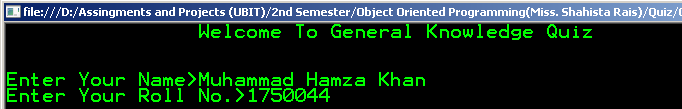 file:///D:/Assingments and Projects (UBIT)/2nd Semester/Object Oriented Programming(Miss. Shahista Rais)/Quiz/
Welcome To General Knowledge Quiz
Enter Your Name>Muhammad Hamza Khan
Enter Your Roll No.>1750044